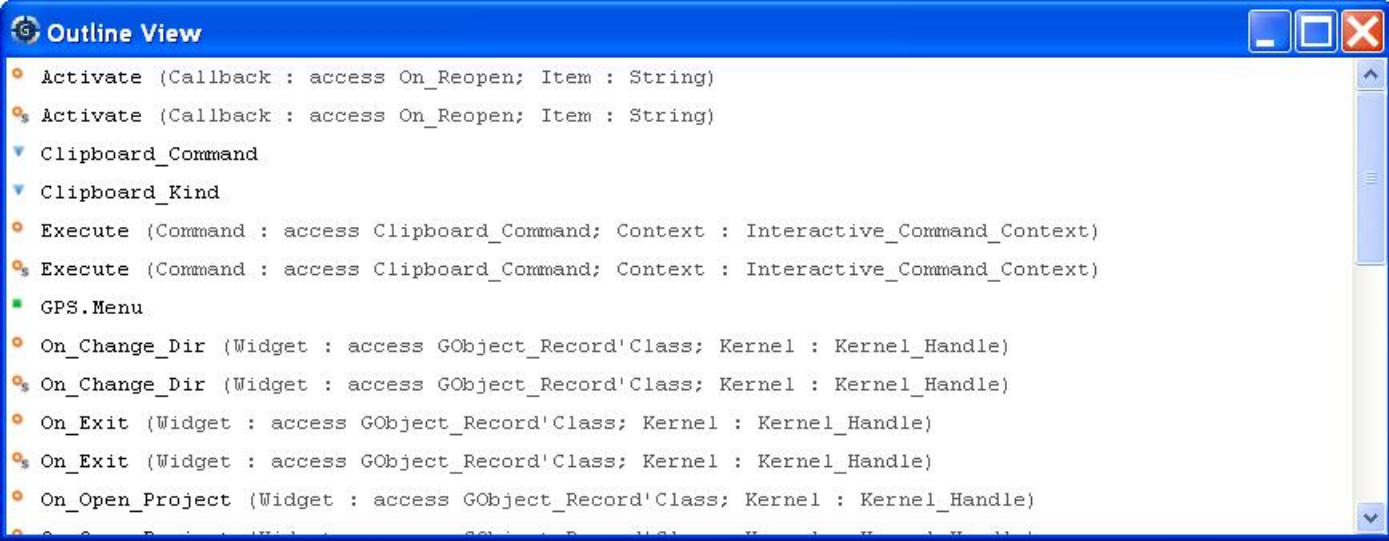 Outline View
Activate (Callback : access On_Reopen; Item : String)
Activate (Callback : access On_Reopen; Item : String)
Clipboard_Command
Clipboard_Kind
Execute (Command : access Clipboard_Command; Context : Interactive_Command_Context)
Execute (Command : access Clipboard_Command; Context : Interactive_Command_Context)
GPS.Menu
On_Change_Dir (Widget : access GObject_Record'Class; Kernel : Kernel_Handle)
On_Change_Dir (Widget : access GObject_Record'Class; Kernel : Kernel_Handle)
On_Exit (Widget : access GObject_Record'Class; Kernel : Kernel_Handle)
On_Exit (Widget : access GObject_Record'Class; Kernel : Kernel_Handle)
On_Open_Project (Widget : access GObject_Record'Class; Kernel : Kernel_Handle)